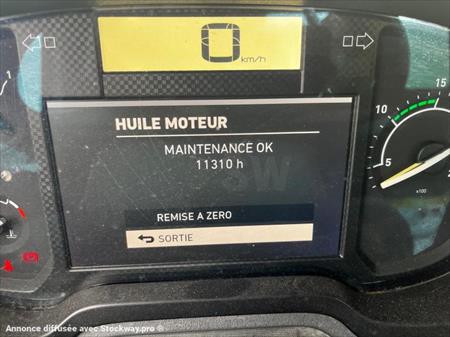 0
km/h
HUILE MOTEUR
MAINTENANCE OK
11310 h
REMISE A ZERO
SORTIE
1
5
10
15
x100
Annonce diffusée avec Stockway.pro ®